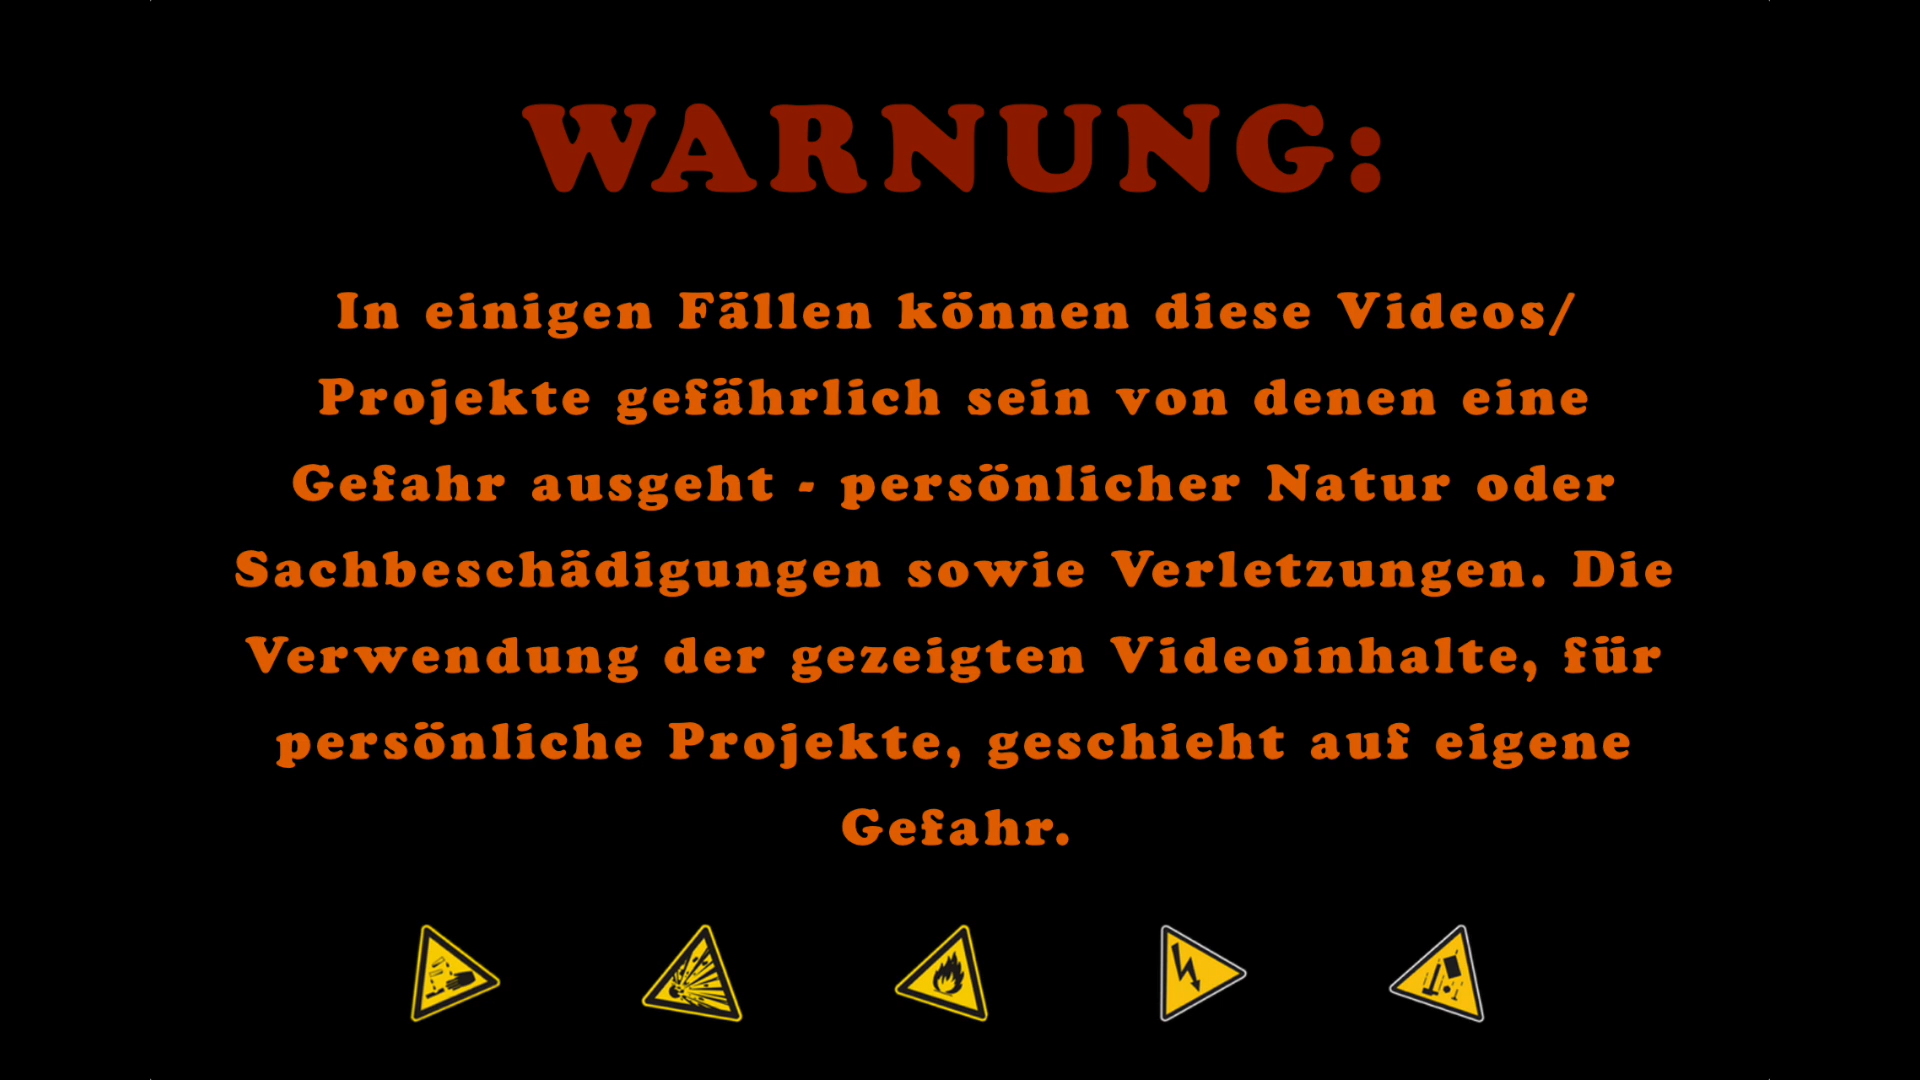 WARNUNG:
In einigen Fällen können diese Videos/
Projekte gefährlich sein von denen eine
Gefahr ausgeht - persönlicher Natur oder
Sachbeschädigungen sowie Verletzungen. Die
Verwendung der gezeigten Videoinhalte, für
persönliche Projekte, geschieht auf eigene
Gefahr.